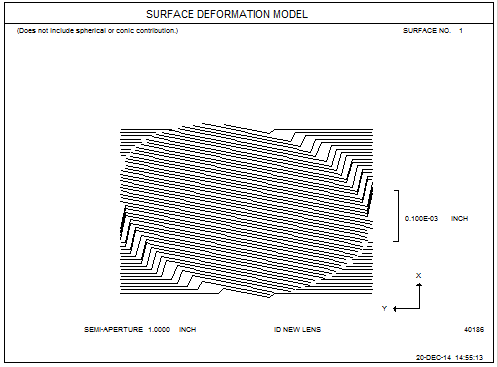 SURFACE DEFORMATION MODEL
(Does not include spherical or conic contribution.)
SURFACE NO. 1
0.100E-03 INCH
X
Y
SEMI-APERTURE 1.0000 INCH ID NEW LENS 40186
20-DEC-14 14:55:13